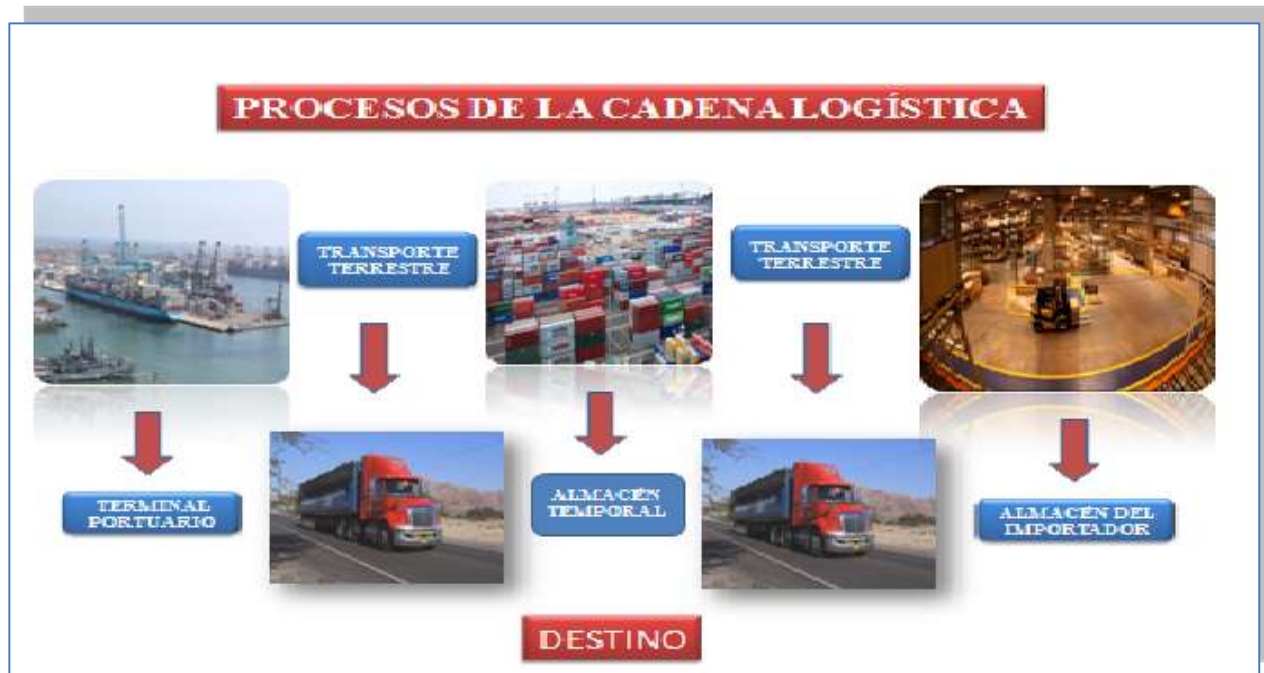 PROCESOS DE LA CADENA LOGÍSTICA
TRANSPORTE
TERRESTRE
TRANSPORTE
TERRESTRE
TERMINAL
PORTUARIO
ALMACÉN
TEMPORAL
ALMACÉN DEL
IMPORTADOR
DESTINO